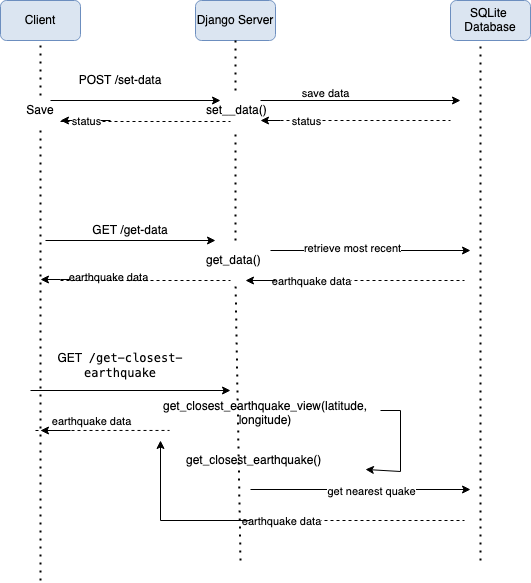 Client
Django Server
SQLite
Database
POST /set-data
save data
Save
set__data()
status
status
GET /get-data
retrieve most recent
get_data()
earthquake data
earthquake data
GET /get-closest-
earthquake
get_closest_earthquake_view(latitude,
longitude)
earthquake data
get_closest_earthquake()
get nearest quake
earthquake data